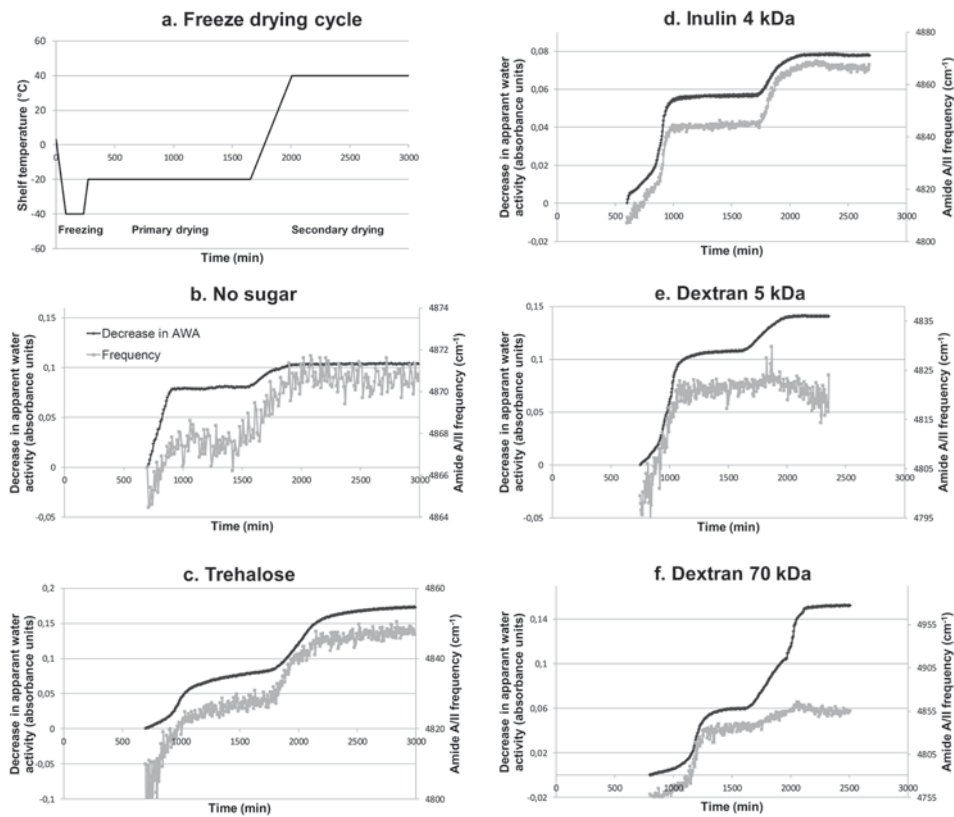 a. Freeze drying cycle
60
40
20
0
-20
-40
-60
0 500 1000 1500 2000 2500 3000
Shelf temperature (°C)
Freezing Primary drying Secondary drying
Time (min)
b. No sugar
Decrease in AWA
Frequency
0,15
0,1
0,05
0
-0,05
Decrease in apparent water
activity (absorbance units)
0 500 1000 1500 2000 2500 3000
4874
4872
4870
4868
4866
4864
Amide A/II frequency (cm⁻¹)
Time (min)
c. Trehalose
0,2
0,15
0,1
0,05
0
-0,05
-0,1
Decrease in apparent water
activity (absorbance units)
0 500 1000 1500 2000 2500 3000
4860
4840
4820
4800
Amide A/II frequency (cm⁻¹)
Time (min)
d. Inulin 4 kDa
0,08
0,06
0,04
0,02
0
-0,02
Decrease in apparant water
activity (absorbance units)
0 500 1000 1500 2000 2500 3000
4880
4860
4840
4820
4800
Amide A/II frequency (cm⁻¹)
Time (min)
e. Dextran 5 kDa
0,15
0,1
0,05
0
-0,05
Decrease in apparent water
activity (absorbance units)
0 500 1000 1500 2000 2500 3000
4835
4825
4815
4805
4795
Amide A/II frequency (cm⁻¹)
Time (min)
f. Dextran 70 kDa
0,14
0,1
0,06
0,02
-0,02
Decrease in apparent water
activity (absorbance units)
0 500 1000 1500 2000 2500 3000
4955
4905
4855
4805
4755
Amide A/II frequency (cm⁻¹)
Time (min)